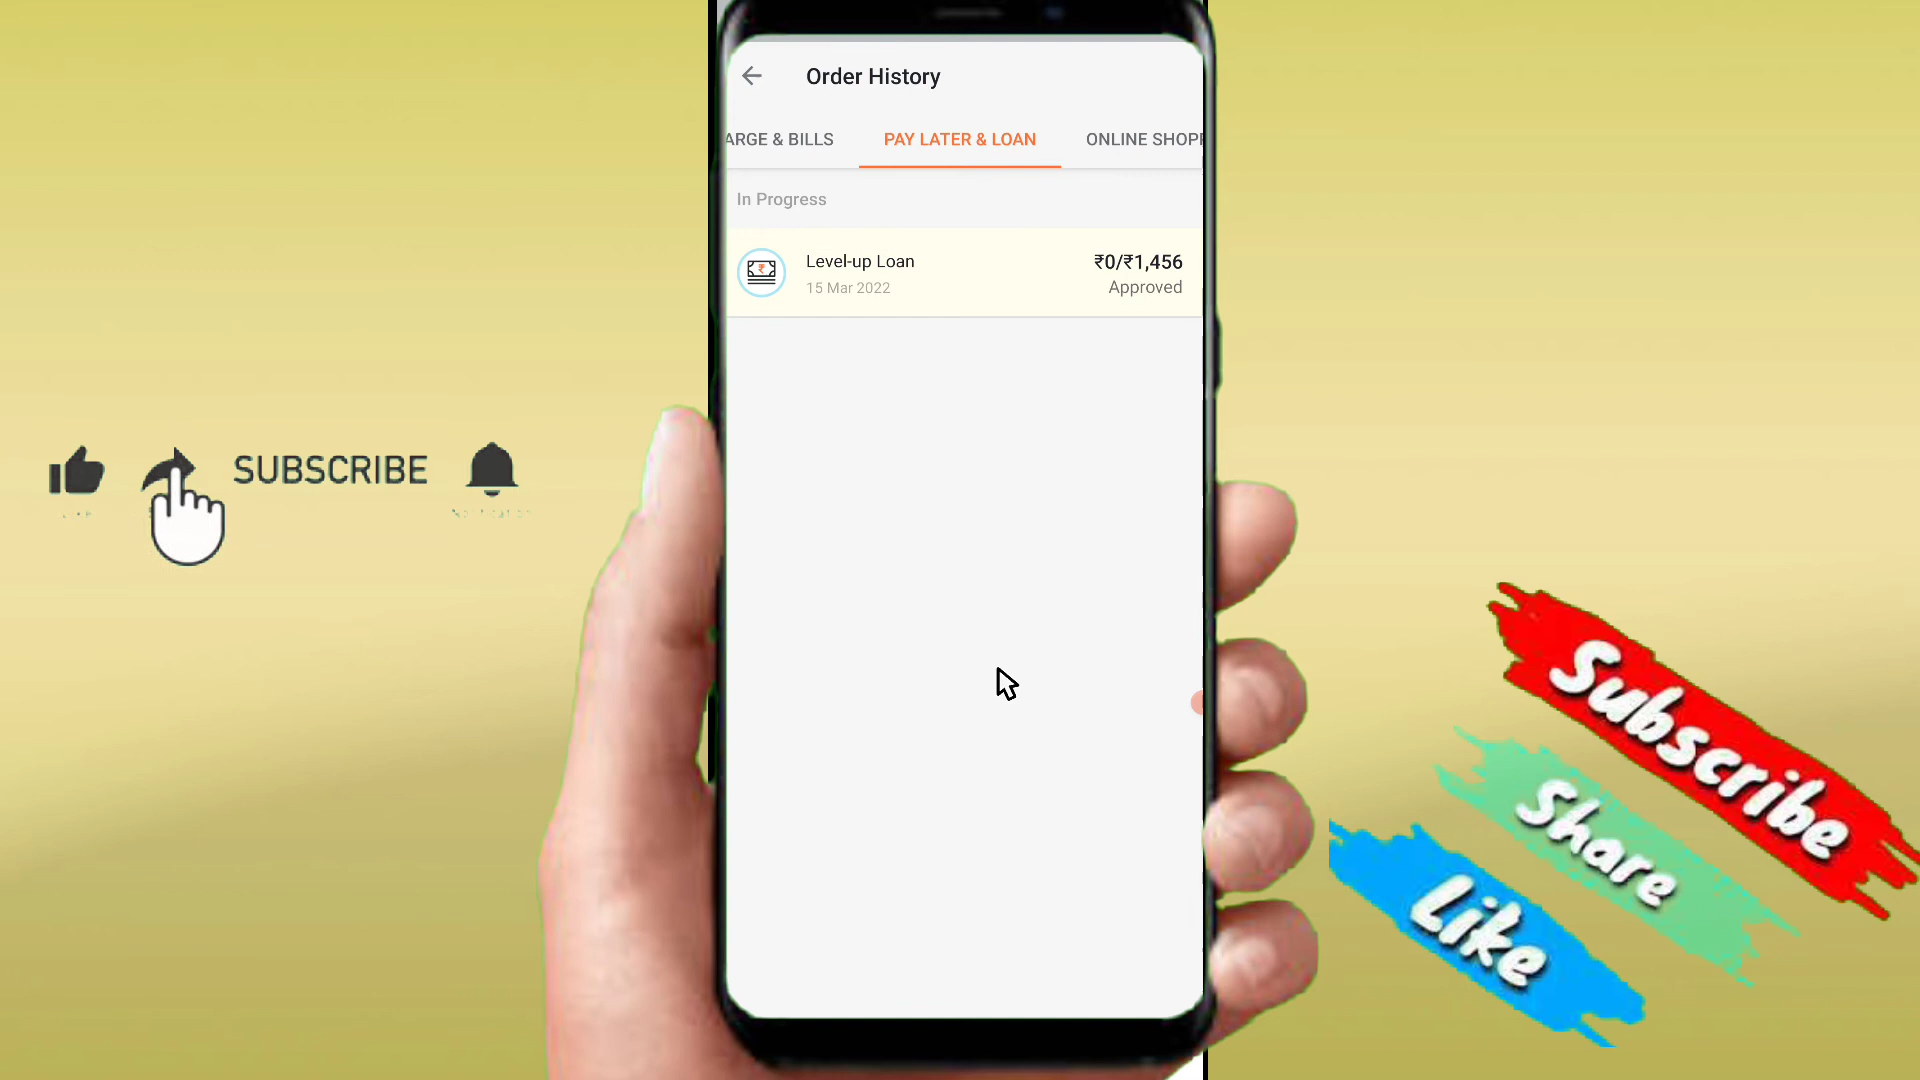 Order History
ARGE & BILLS
PAY LATER & LOAN
ONLINE SHOP
In Progress
Level-up Loan
₹0/₹1,456
15 Mar 2022
Approved
SUBSCRIBE
Subscribe
Share
Like